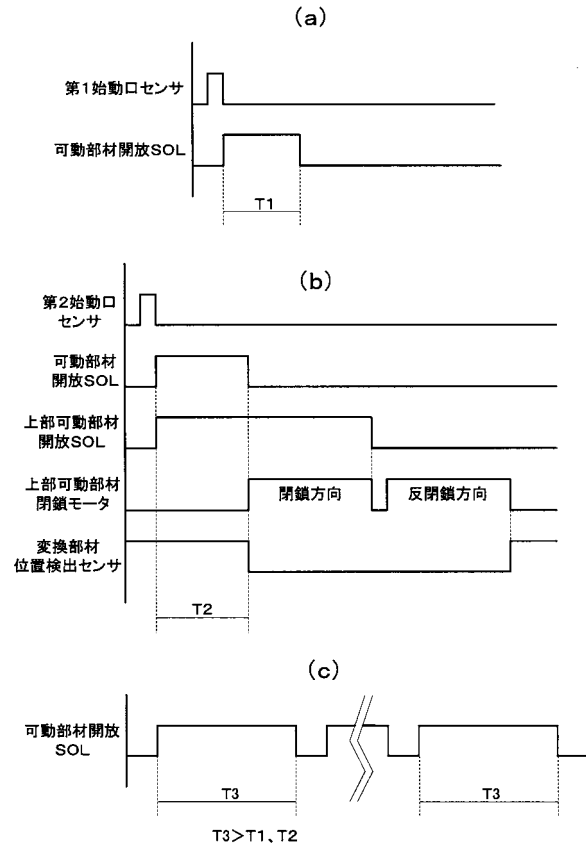 (a)
第1始動口センサ
可動部材開放SOL
T1
(b)
第2始動口
センサ
可動部材
開放SOL
上部可動部材
開放SOL
上部可動部材
閉鎖モータ
閉鎖方向
反閉鎖方向
変換部材
位置検出センサ
T2
(c)
可動部材開放
SOL
T3
T3
T3>T1、T2